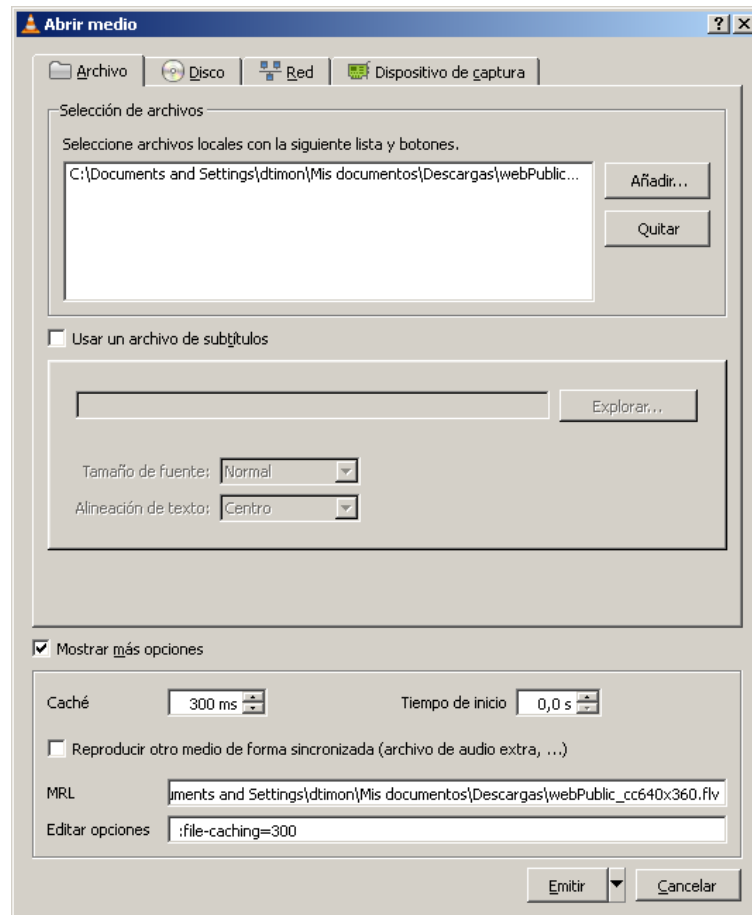 Abrir medio
Archivo Disco Red Dispositivo de captura
Selección de archivos
Seleccione archivos locales con la siguiente lista y botones.
C:\Documents and Settings\dtimon\Mis documentos\Descargas\webPublic...
Añadir...
Quitar
Usar un archivo de subtítulos
Explorar...
Tamaño de fuente: Normal
Alineación de texto: Centro
Mostrar más opciones
Caché 300 ms Tiempo de inicio 0,0 s
Reproducir otro medio de forma sincronizada (archivo de audio extra, ...)
MRL uments and Settings\dtimon\Mis documentos\Descargas\webPublic_cc640x360.flv
Editar opciones :file-caching=300
Emitir Cancelar